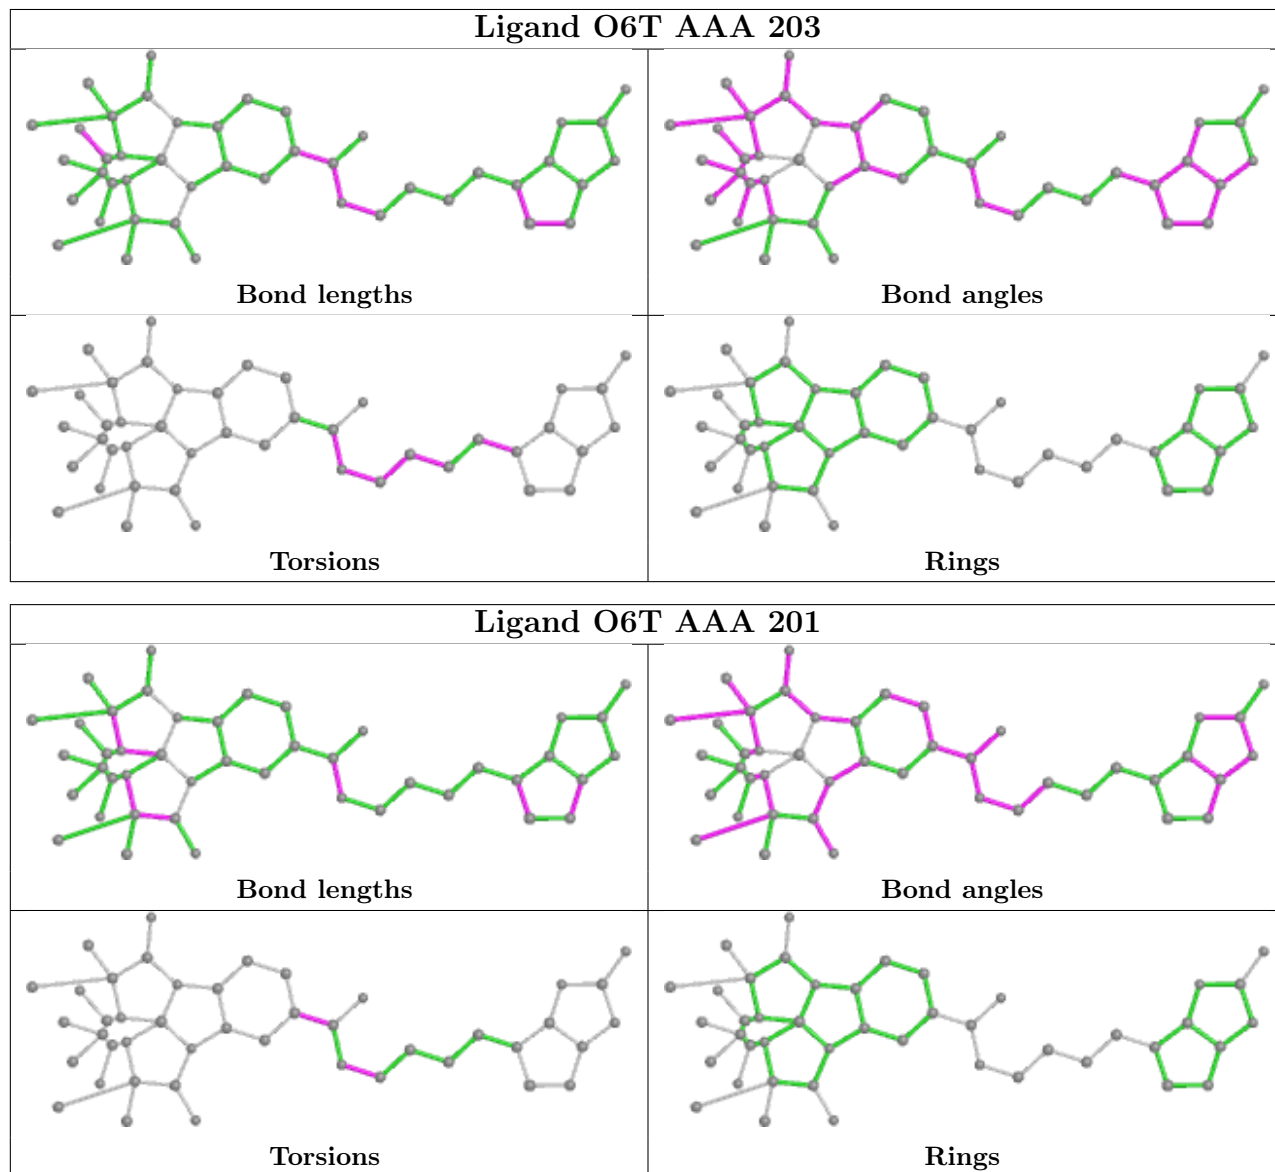 Ligand O6T AAA 203
Bond lengths
Bond angles
Torsions
Rings
Ligand O6T AAA 201
Bond lengths
Bond angles
Torsions
Rings